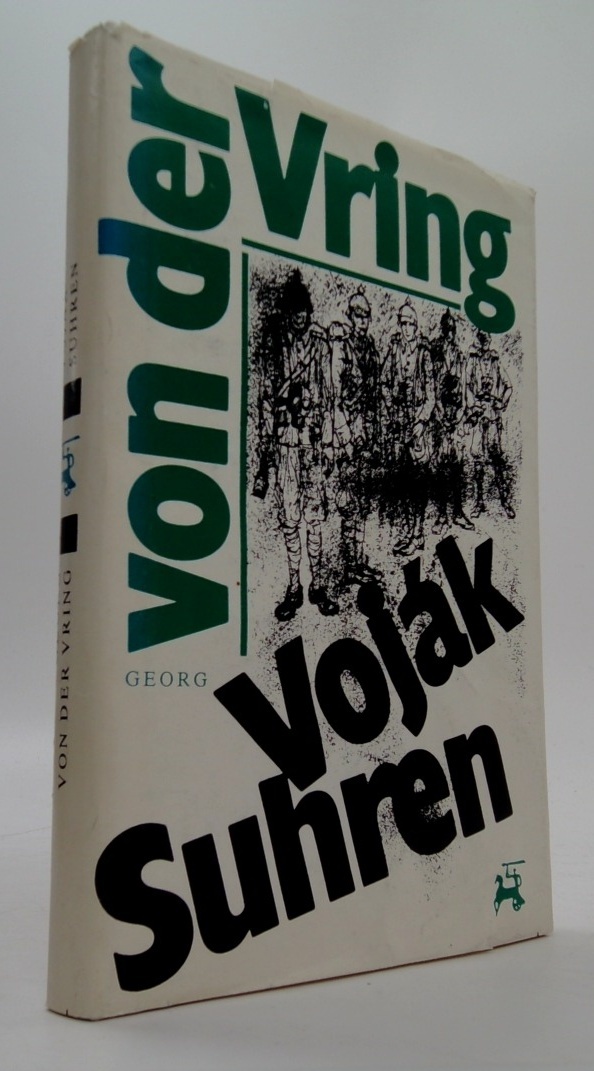 von der
Vring
GEORG
Voják
Suhren
VON DER VRING
SUHREN